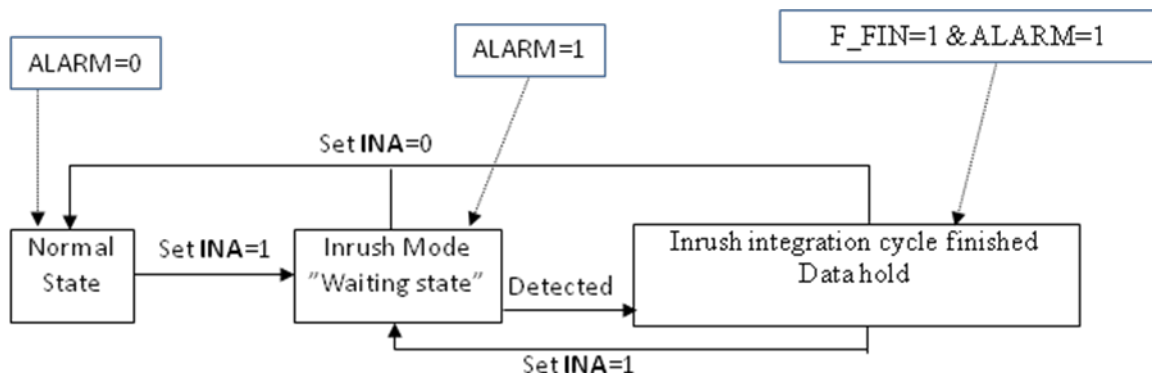 F_FIN=1 & ALARM=1
ALARM=0
ALARM=1
Set INA=0
Normal
State
Set INA=1
Inrush Mode
"Waiting state"
Detected
Inrush integration cycle finished
Data hold
Set INA=1